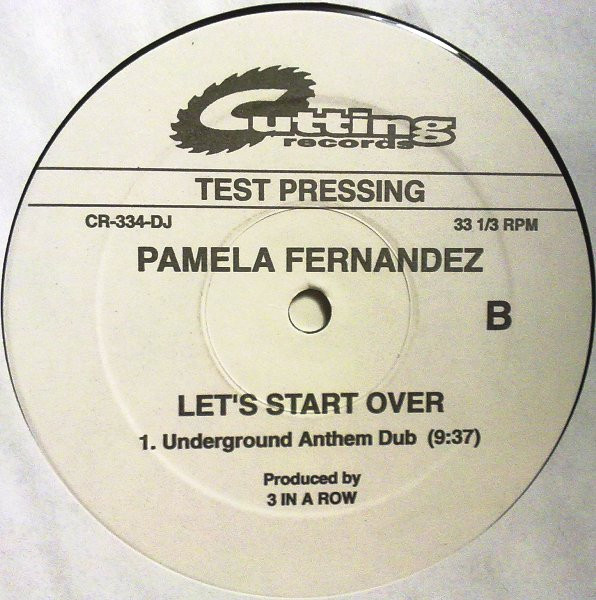 Cutting
records
TEST PRESSING
CR-334-DJ 33 1/3 RPM
PAMELA FERNANDEZ
B
LET'S START OVER
1. Underground Anthem Dub (9:37)
Produced by
3 IN A ROW